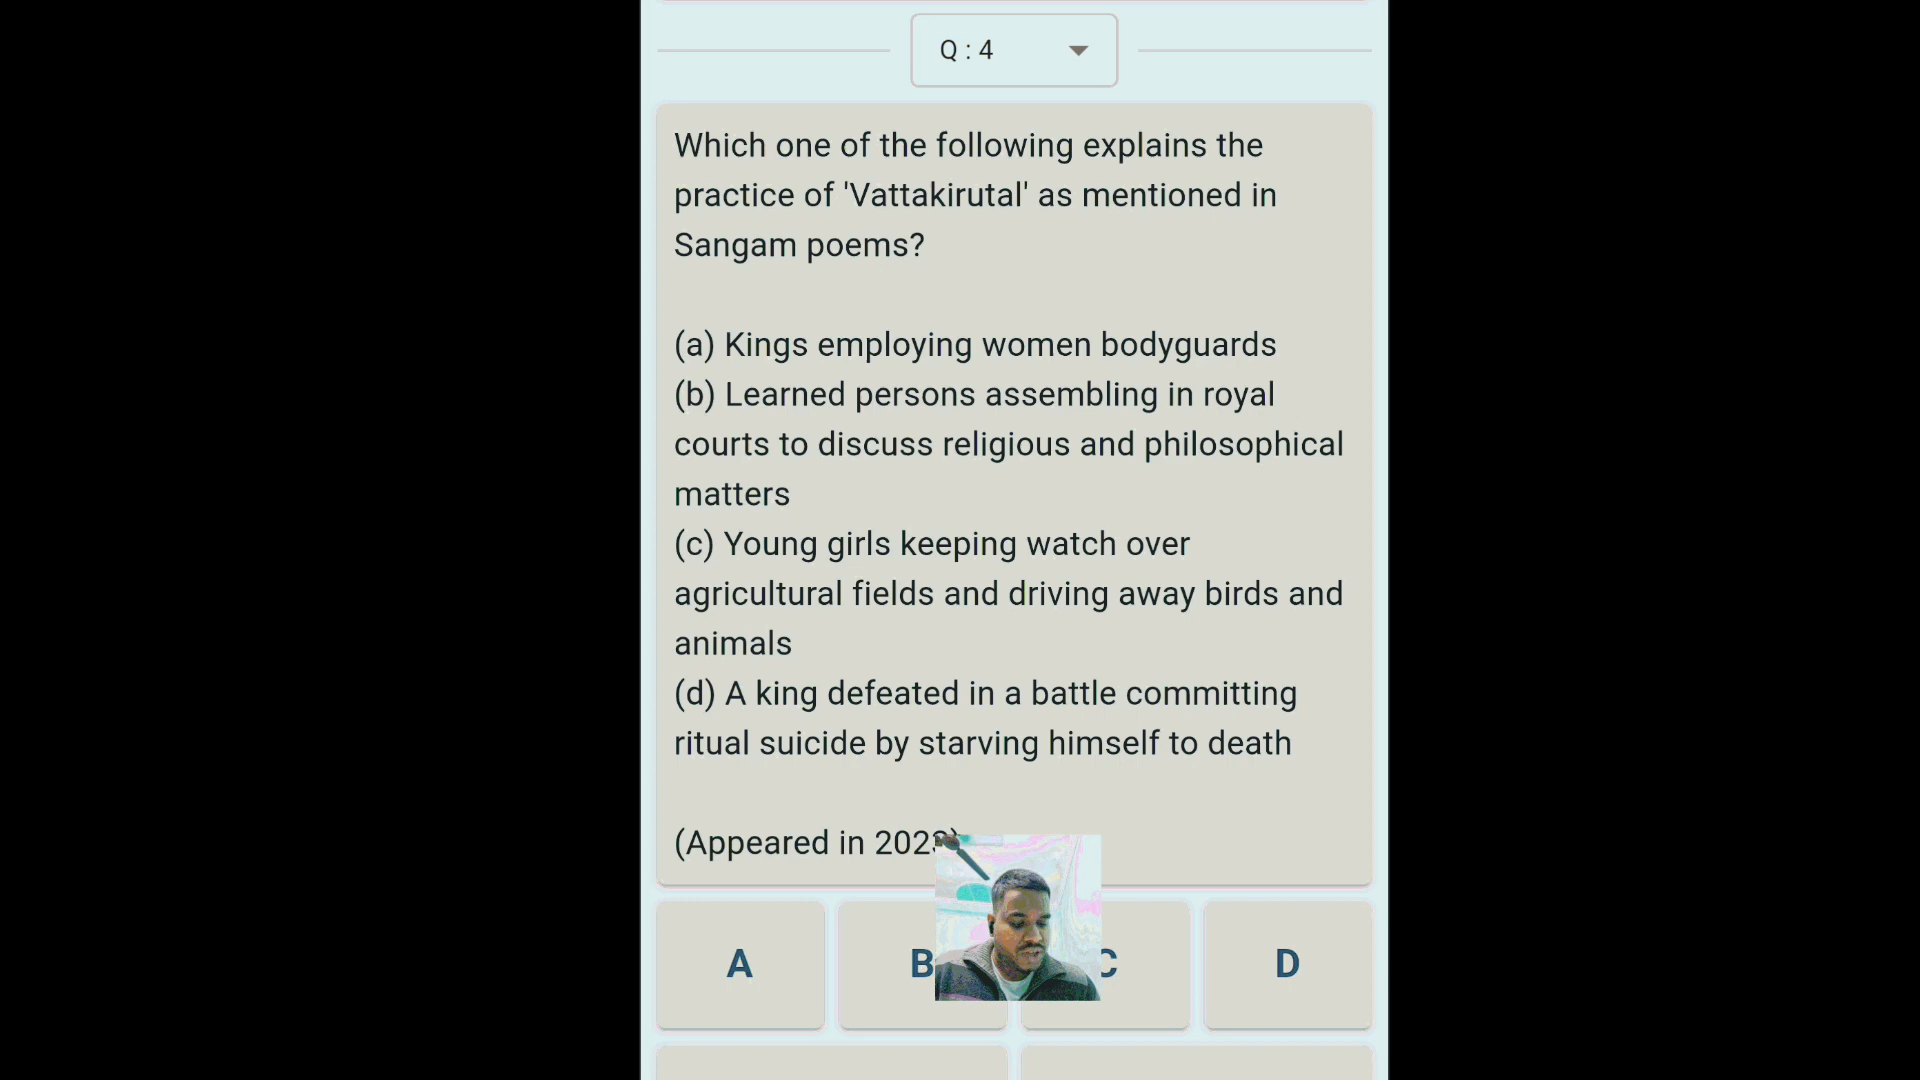 Q : 4
Which one of the following explains the
practice of 'Vattakirutal' as mentioned in
Sangam poems?
(a) Kings employing women bodyguards
(b) Learned persons assembling in royal
courts to discuss religious and philosophical
matters
(c) Young girls keeping watch over
agricultural fields and driving away birds and
animals
(d) A king defeated in a battle committing
ritual suicide by starving himself to death
(Appeared in
A B C D